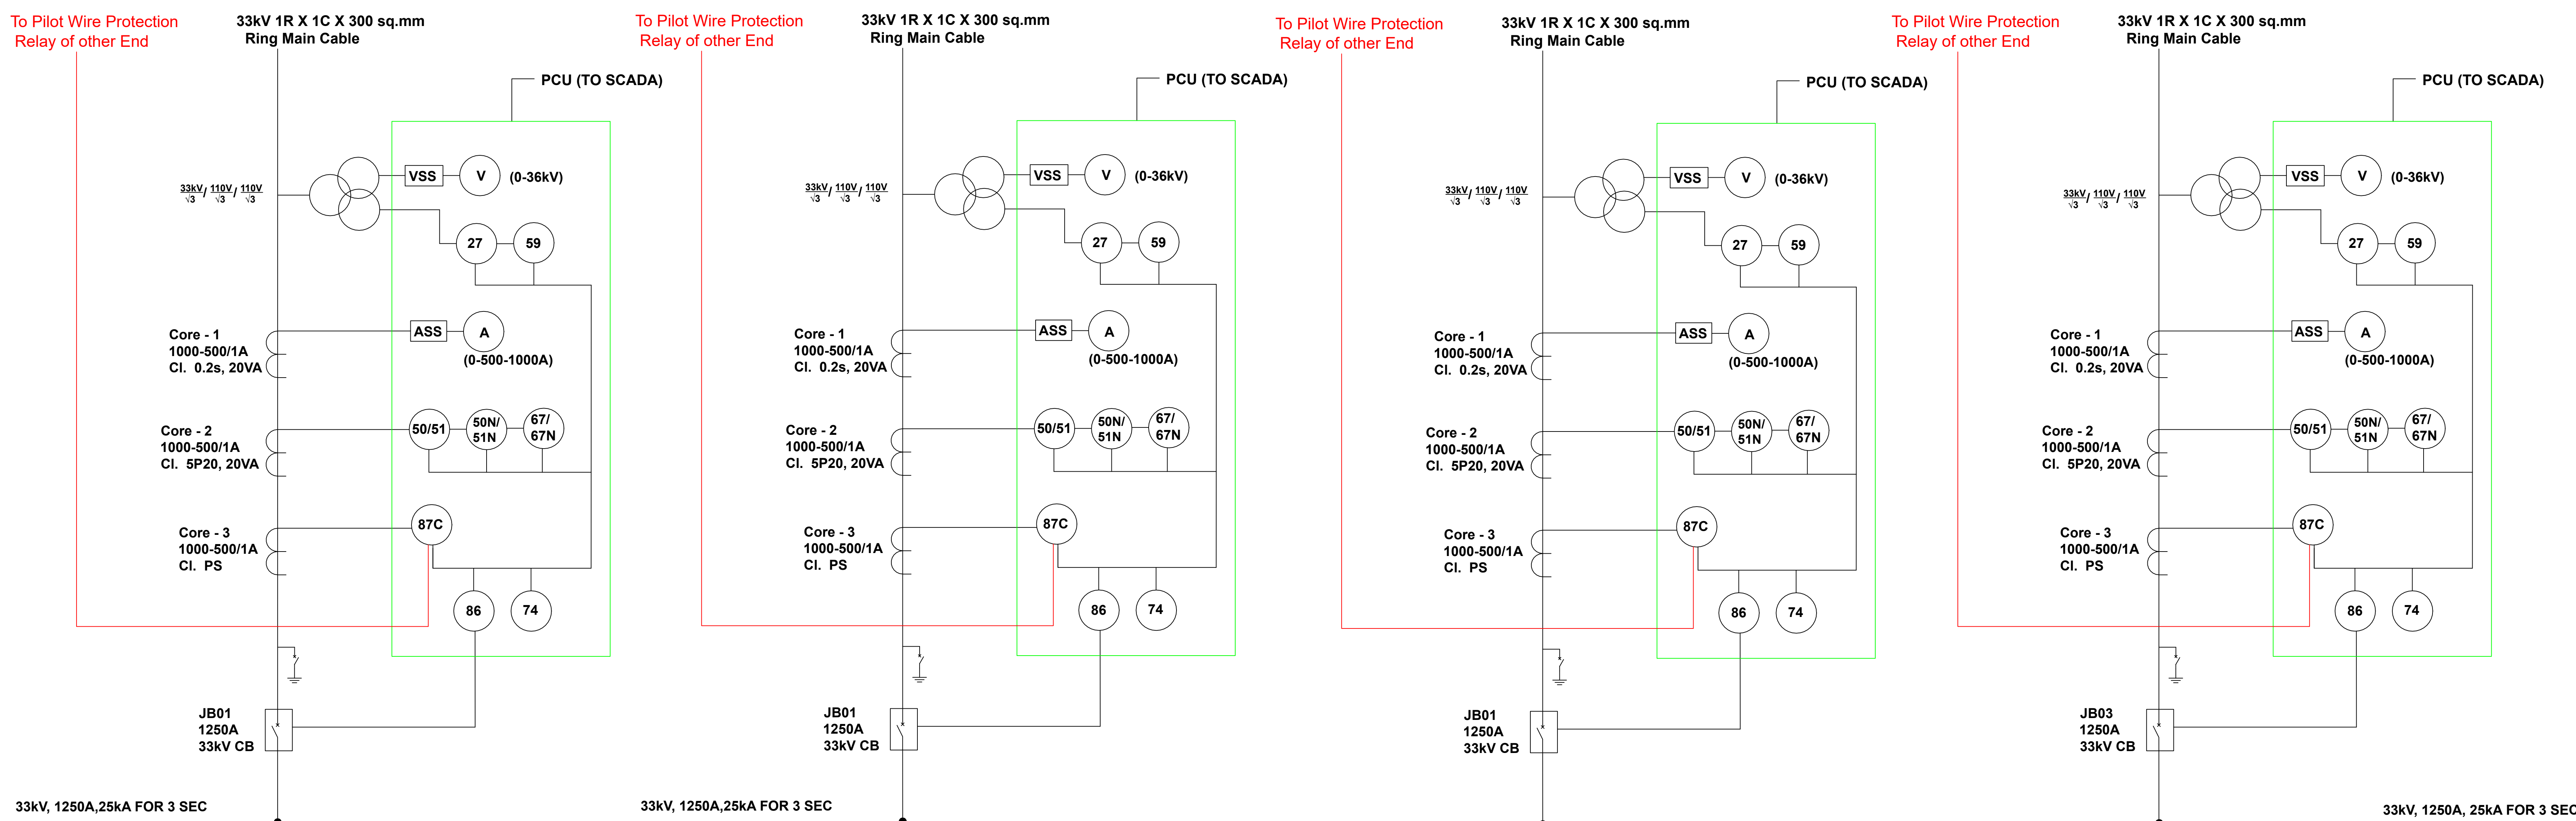 To Pilot Wire Protection
Relay of other End
33kV 1R X 1C X 300 sq.mm
Ring Main Cable
PCU (TO SCADA)
33kV/√3 / 110V/√3 / 110V/√3
VSS
V
(0-36kV)
27
59
Core - 1
1000-500/1A
Cl. 0.2s, 20VA
ASS
A
(0-500-1000A)
Core - 2
1000-500/1A
Cl. 5P20, 20VA
50/51
50N/
51N
67/
67N
Core - 3
1000-500/1A
Cl. PS
87C
86
74
JB01
1250A
33kV CB
33kV, 1250A,25kA FOR 3 SEC
To Pilot Wire Protection
Relay of other End
33kV 1R X 1C X 300 sq.mm
Ring Main Cable
PCU (TO SCADA)
33kV/√3 / 110V/√3 / 110V/√3
VSS
V
(0-36kV)
27
59
Core - 1
1000-500/1A
Cl. 0.2s, 20VA
ASS
A
(0-500-1000A)
Core - 2
1000-500/1A
Cl. 5P20, 20VA
50/51
50N/
51N
67/
67N
Core - 3
1000-500/1A
Cl. PS
87C
86
74
JB01
1250A
33kV CB
33kV, 1250A,25kA FOR 3 SEC
To Pilot Wire Protection
Relay of other End
33kV 1R X 1C X 300 sq.mm
Ring Main Cable
PCU (TO SCADA)
33kV/√3 / 110V/√3 / 110V/√3
VSS
V
(0-36kV)
27
59
Core - 1
1000-500/1A
Cl. 0.2s, 20VA
ASS
A
(0-500-1000A)
Core - 2
1000-500/1A
Cl. 5P20, 20VA
50/51
50N/
51N
67/
67N
Core - 3
1000-500/1A
Cl. PS
87C
86
74
JB01
1250A
33kV CB
To Pilot Wire Protection
Relay of other End
33kV 1R X 1C X 300 sq.mm
Ring Main Cable
PCU (TO SCADA)
33kV/√3 / 110V/√3 / 110V/√3
VSS
V
(0-36kV)
27
59
Core - 1
1000-500/1A
Cl. 0.2s, 20VA
ASS
A
(0-500-1000A)
Core - 2
1000-500/1A
Cl. 5P20, 20VA
50/51
50N/
51N
67/
67N
Core - 3
1000-500/1A
Cl. PS
87C
86
74
JB03
1250A
33kV CB
33kV, 1250A, 25kA FOR 3 SEC